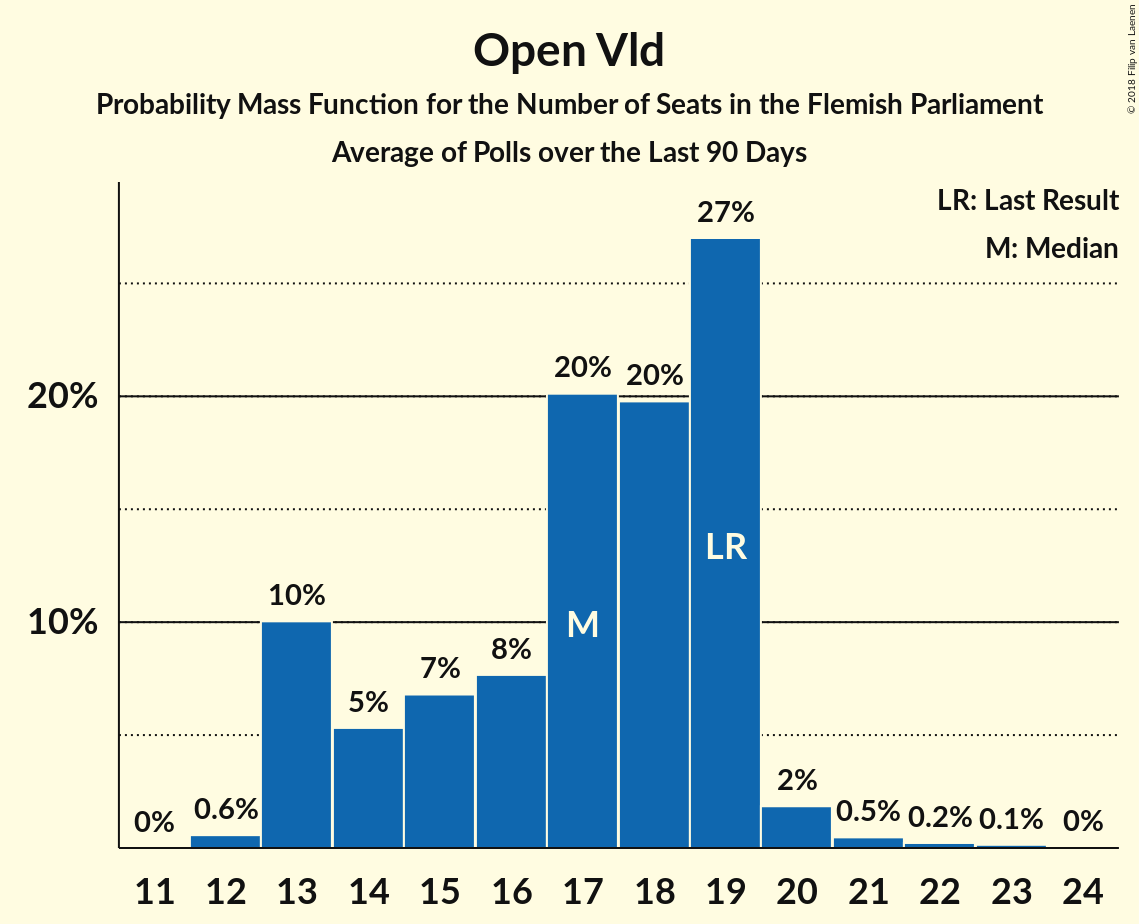 Open Vld
Probability Mass Function for the Number of Seats in the Flemish Parliament
Average of Polls over the Last 90 Days
© 2018 Filip van Laenen
LR: Last Result
M: Median
27%
20%
20%
20%
LR
10%
10%
M
8%
7%
5%
2%
0%
0.6%
0.5%
0.2%
0.1%
0%
11 12 13 14 15 16 17 18 19 20 21 22 23 24